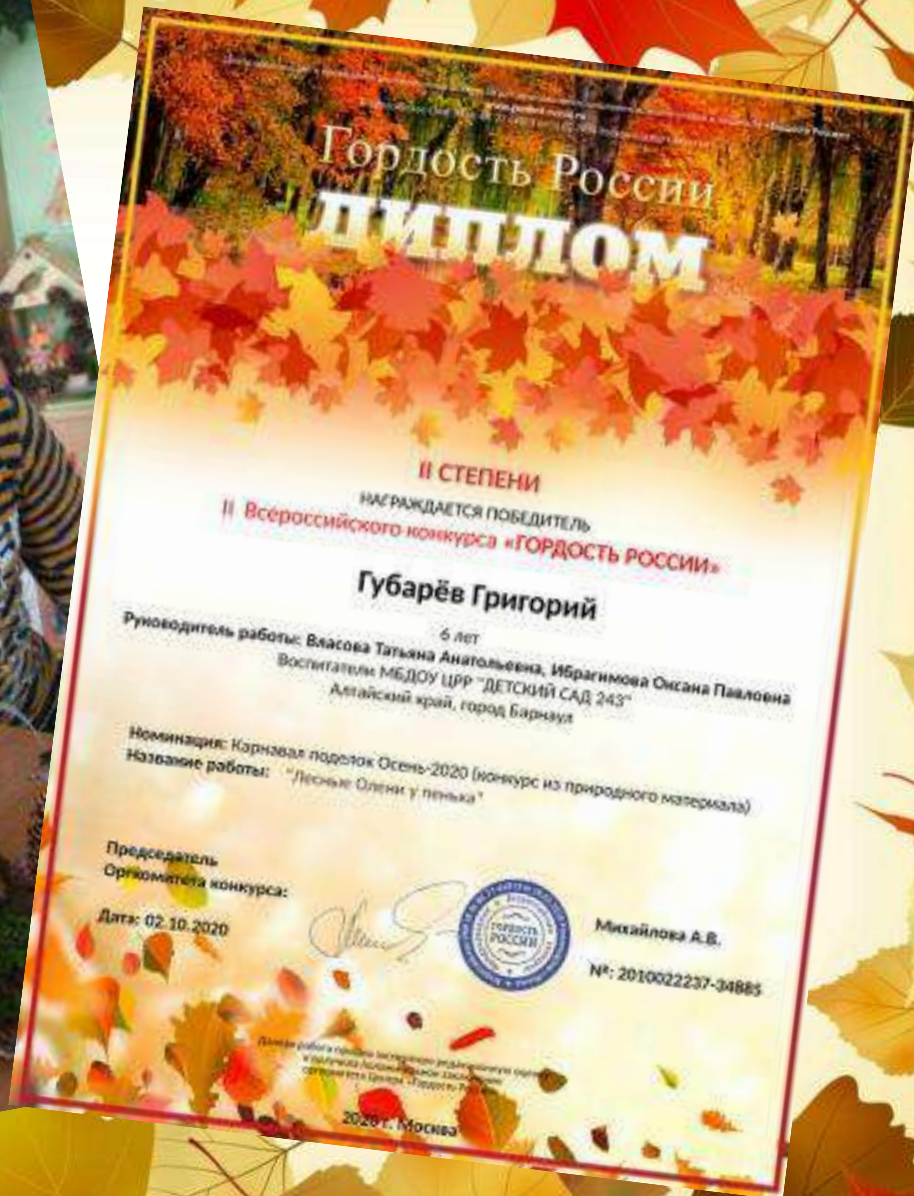 Гордость России
ДИПЛОМ
II СТЕПЕНИ
НАГРАЖДАЕТСЯ ПОБЕДИТЕЛЬ
II Всероссийского конкурса «ГОРДОСТЬ РОССИИ»
Губарёв Григорий
6 лет
Руководитель работы: Власова Татьяна Анатольевна, Ибрагимова Оксана Павловна
Воспитатели МБДОУ ЦРР "ДЕТСКИЙ САД 243"
Алтайский край, город Барнаул
Номинация: Карнавал поделок Осень-2020 (конкурс из природного материала)
Название работы: "Лесные Олени у пенька"
Председатель
Оргкомитета конкурса:
Дата: 02.10.2020
ГОРДОСТЬ
РОССИИ
Михайлова А.В.
№: 2010022237-34885
2020 г. Москва